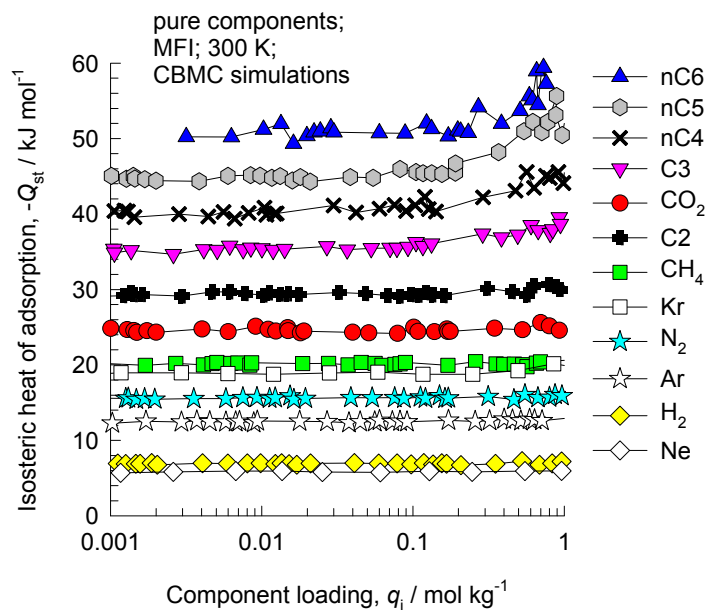 pure components;
MFI; 300 K;
CBMC simulations
Isosteric heat of adsorption, -Q_st / kJ mol⁻¹
60
50
40
30
20
10
0
0.001
0.01
0.1
1
Component loading, q_i / mol kg⁻¹
nC6
nC5
nC4
C3
CO₂
C2
CH₄
Kr
N₂
Ar
H₂
Ne